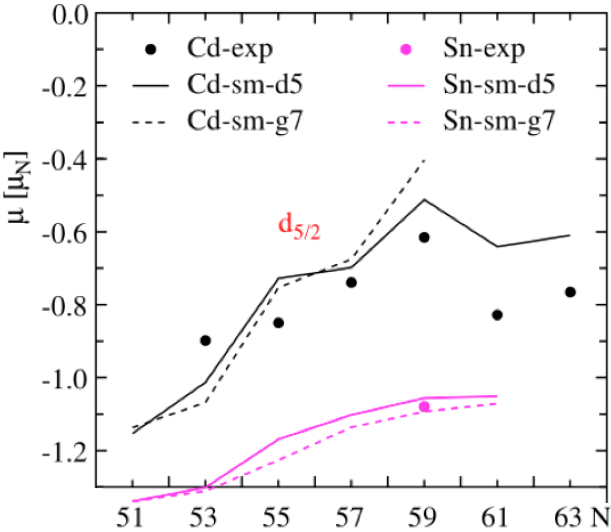 0.0
-0.2
-0.4
-0.6
-0.8
-1.0
-1.2
μ [μN]
Cd-exp
Cd-sm-d5
Cd-sm-g7
Sn-exp
Sn-sm-d5
Sn-sm-g7
d5/2
51 53 55 57 59 61 63 N